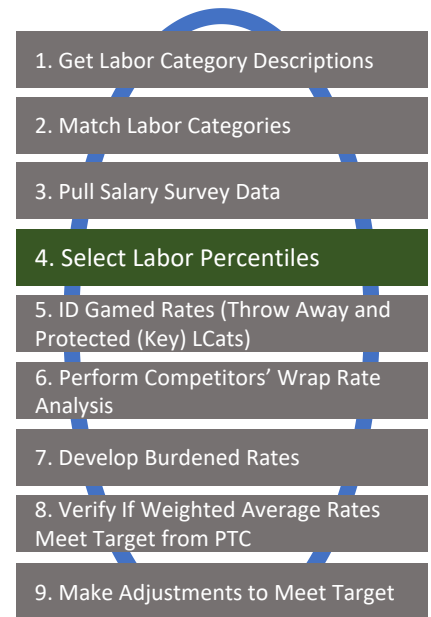 1. Get Labor Category Descriptions
2. Match Labor Categories
3. Pull Salary Survey Data
4. Select Labor Percentiles
5. ID Gamed Rates (Throw Away and
Protected (Key) LCats)
6. Perform Competitors’ Wrap Rate
Analysis
7. Develop Burdened Rates
8. Verify If Weighted Average Rates
Meet Target from PTC
9. Make Adjustments to Meet Target